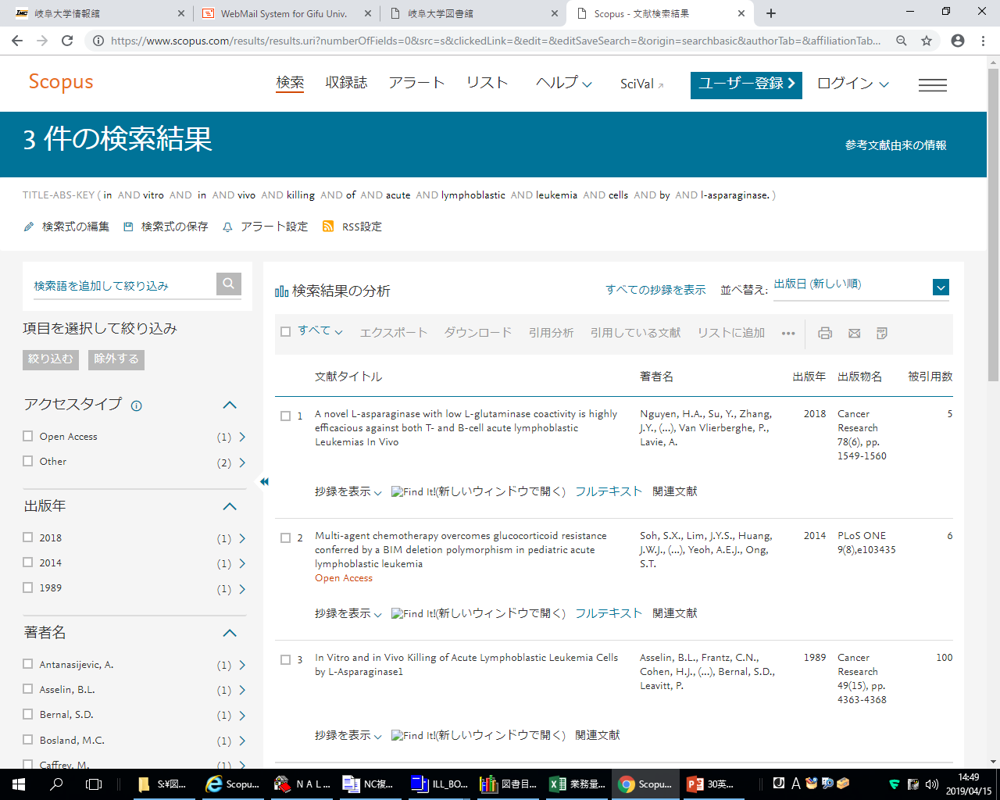 岐阜大学情報館
WebMail System for Gifu Univ.
岐阜大学図書館
Scopus - 文献検索結果
https://www.scopus.com/results/results.uri?numberOfFields=0&src=s&clickedLink=&edit=&editSaveSearch=&origin=searchbasic&authorTab=&affiliationTab...
Scopus
検索 収録誌 アラート リスト ヘルプ SciVal ユーザー登録 ログイン
3 件の検索結果
参考文献由来の情報
TITLE-ABS-KEY ( in AND vitro AND in AND vivo AND killing AND of AND acute AND lymphoblastic AND leukemia AND cells AND by AND l-asparaginase. )
検索式の編集 検索式の保存 アラート設定 RSS設定
検索語を追加して絞り込み
項目を選択して絞り込み
絞り込む 除外する
アクセスタイプ
Open Access (1)
Other (2)
出版年
2018 (1)
2014 (1)
1989 (1)
著者名
Antanasijevic, A. (1)
Asselin, B.L. (1)
Bernal, S.D. (1)
Bosland, M.C. (1)
Caffrey, M. (1)
検索結果の分析
すべての抄録を表示 並べ替え: 出版日 (新しい順)
すべて エクスポート ダウンロード 引用分析 引用している文献 リストに追加 •••
文献タイトル 著者名 出版年 出版物名 被引用数
1 A novel L-asparaginase with low L-glutaminase coactivity is highly Nguyen, H.A., Su, Y., Zhang, 2018 Cancer 5
efficacious against both T- and B-cell acute lymphoblastic J.Y., (...), Van Vlierberghe, P., Research
Leukemias In Vivo Lavie, A. 78(6), pp.
1549-1560
抄録を表示 Find It!(新しいウィンドウで開く) フルテキスト 関連文献
2 Multi-agent chemotherapy overcomes glucocorticoid resistance Soh, S.X., Lim, J.Y.S., Huang, 2014 PLoS ONE 6
conferred by a BIM deletion polymorphism in pediatric acute J.W.J., (...), Yeoh, A.E.J., Ong, 9(8),e103435
lymphoblastic leukemia S.T.
Open Access
抄録を表示 Find It!(新しいウィンドウで開く) フルテキスト 関連文献
3 In Vitro and in Vivo Killing of Acute Lymphoblastic Leukemia Cells Asselin, B.L., Frantz, C.N., 1989 Cancer 100
by L-Asparaginase1 Cohen, H.J., (...), Bernal, S.D., Research
Leavitt, P. 49(15), pp.
4363-4368
抄録を表示 Find It!(新しいウィンドウで開く) 関連文献
S:¥図... Scopu... ＮＡＬ... NC複... ILL_BO... 図書目... 業務量... Scopu... 30英... A 14:49
2019/04/15